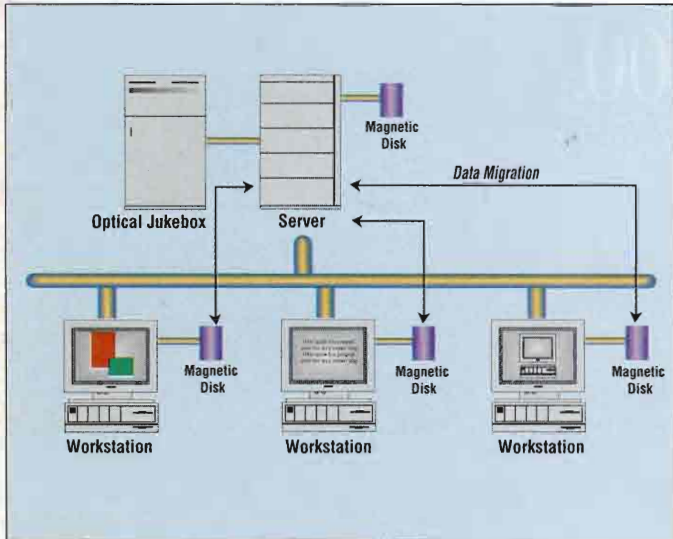 Magnetic
Disk
Data Migration
Optical Jukebox
Server
Magnetic
Disk
Magnetic
Disk
Magnetic
Disk
Workstation
Workstation
Workstation